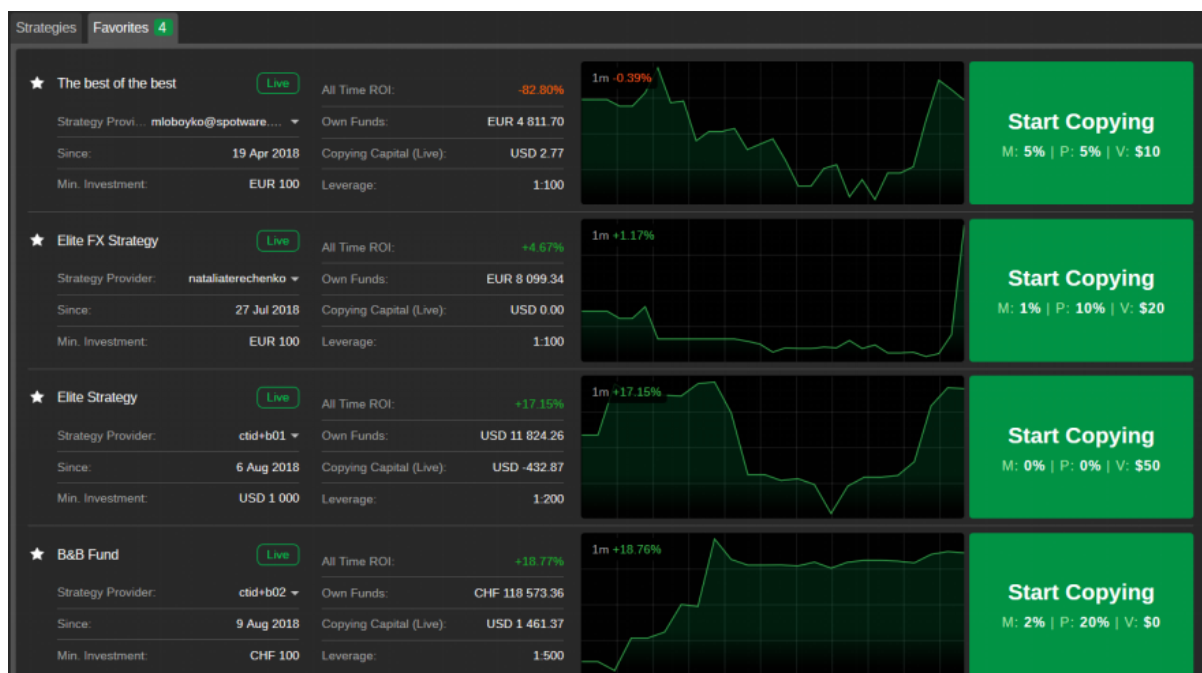 Strategies Favorites 4
The best of the best Live
Strategy Provi... mloboyko@spotware....
Since: 19 Apr 2018
Min. Investment: EUR 100
All Time ROI: -82.80%
Own Funds: EUR 4 811.70
Copying Capital (Live): USD 2.77
Leverage: 1:100
1m -0.39%
Start Copying
M: 5% | P: 5% | V: $10
Elite FX Strategy Live
Strategy Provider: nataliaterechenko
Since: 27 Jul 2018
Min. Investment: EUR 100
All Time ROI: +4.67%
Own Funds: EUR 8 099.34
Copying Capital (Live): USD 0.00
Leverage: 1:100
1m +1.17%
Start Copying
M: 1% | P: 10% | V: $20
Elite Strategy Live
Strategy Provider: ctid+b01
Since: 6 Aug 2018
Min. Investment: USD 1 000
All Time ROI: +17.15%
Own Funds: USD 11 824.26
Copying Capital (Live): USD -432.87
Leverage: 1:200
1m +17.15%
Start Copying
M: 0% | P: 0% | V: $50
B&B Fund Live
Strategy Provider: ctid+b02
Since: 9 Aug 2018
Min. Investment: CHF 100
All Time ROI: +18.77%
Own Funds: CHF 118 573.36
Copying Capital (Live): USD 1 461.37
Leverage: 1:500
1m +18.76%
Start Copying
M: 2% | P: 20% | V: $0